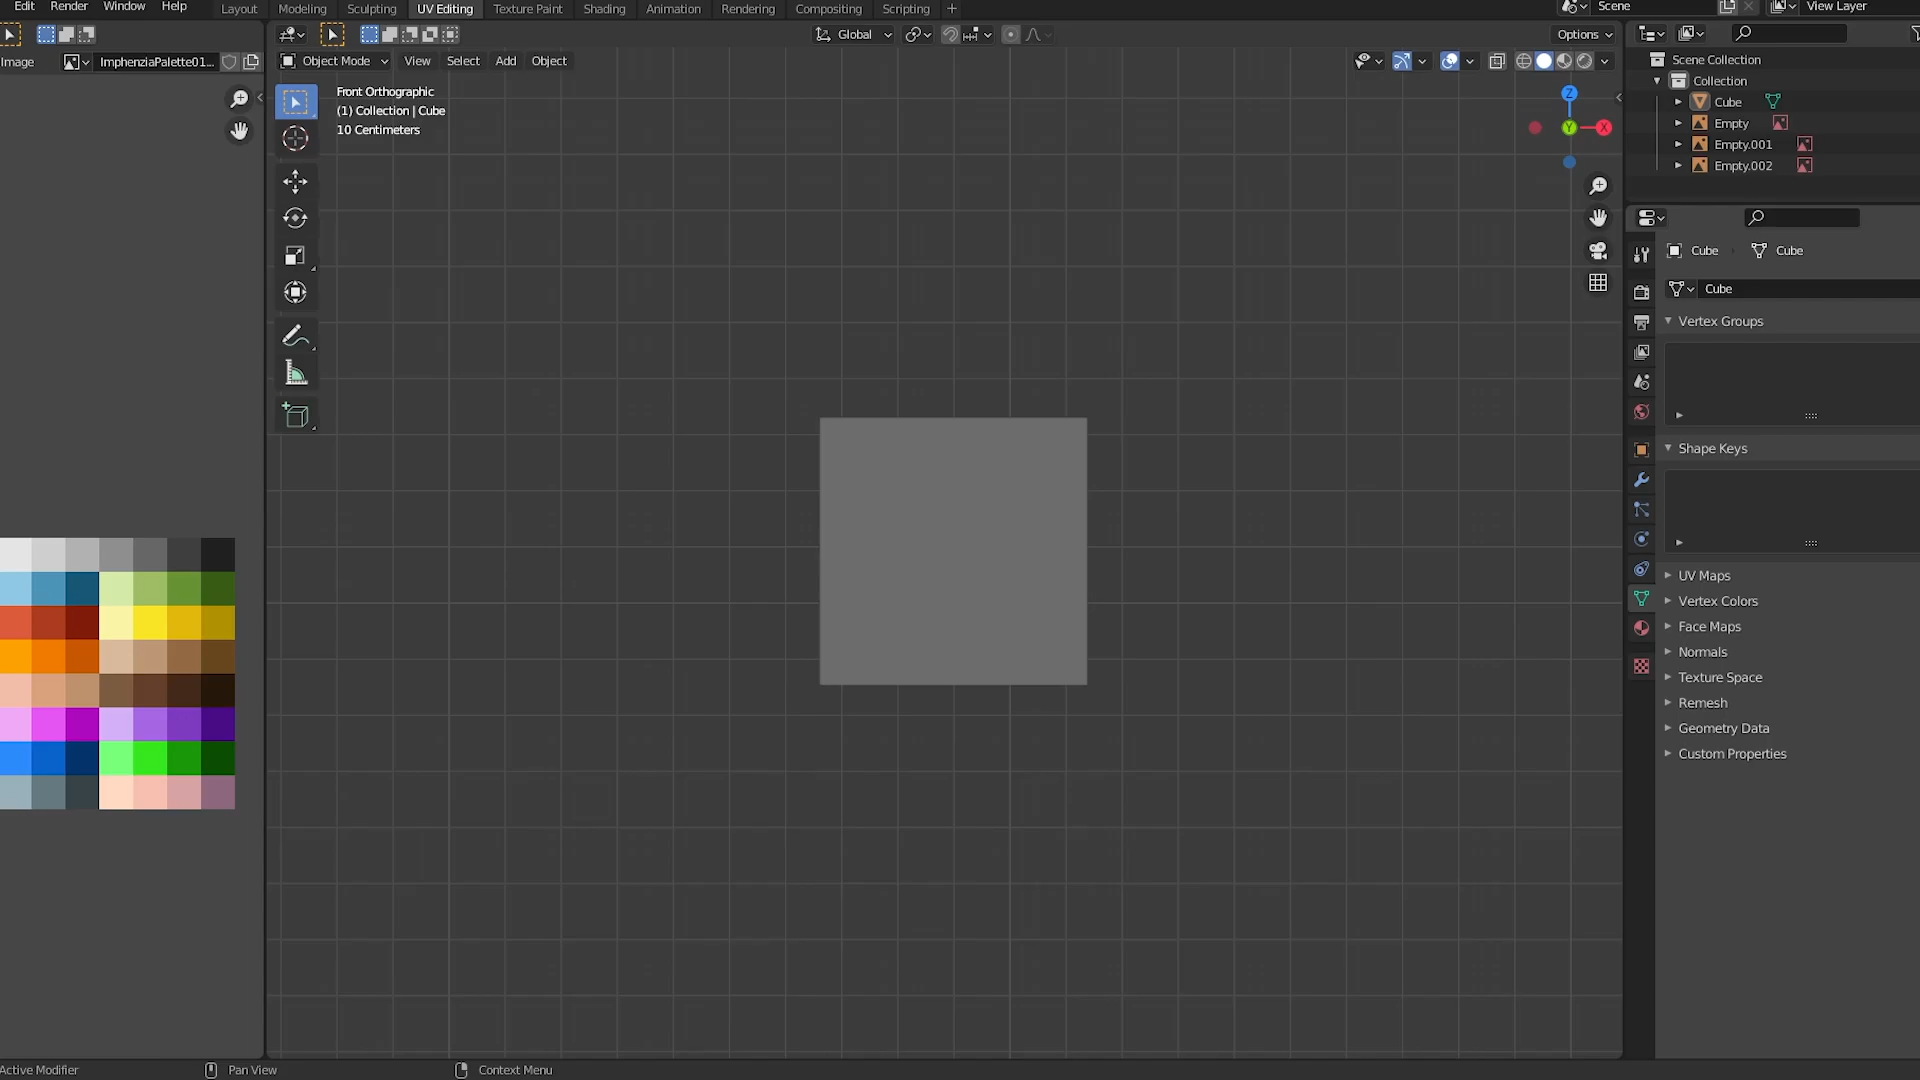 Edit Render Window Help Layout Modeling Sculpting UV Editing Texture Paint Shading Animation Rendering Compositing Scripting + Scene View Layer
Global Options
Image ImphenziaPalette01... Object Mode View Select Add Object
Front Orthographic
(1) Collection | Cube
10 Centimeters
Z
Y
X
Scene Collection
Collection
Cube
Empty
Empty.001
Empty.002
Cube Cube
Cube
Vertex Groups
Shape Keys
UV Maps
Vertex Colors
Face Maps
Normals
Texture Space
Remesh
Geometry Data
Custom Properties
Active Modifier Pan View Context Menu